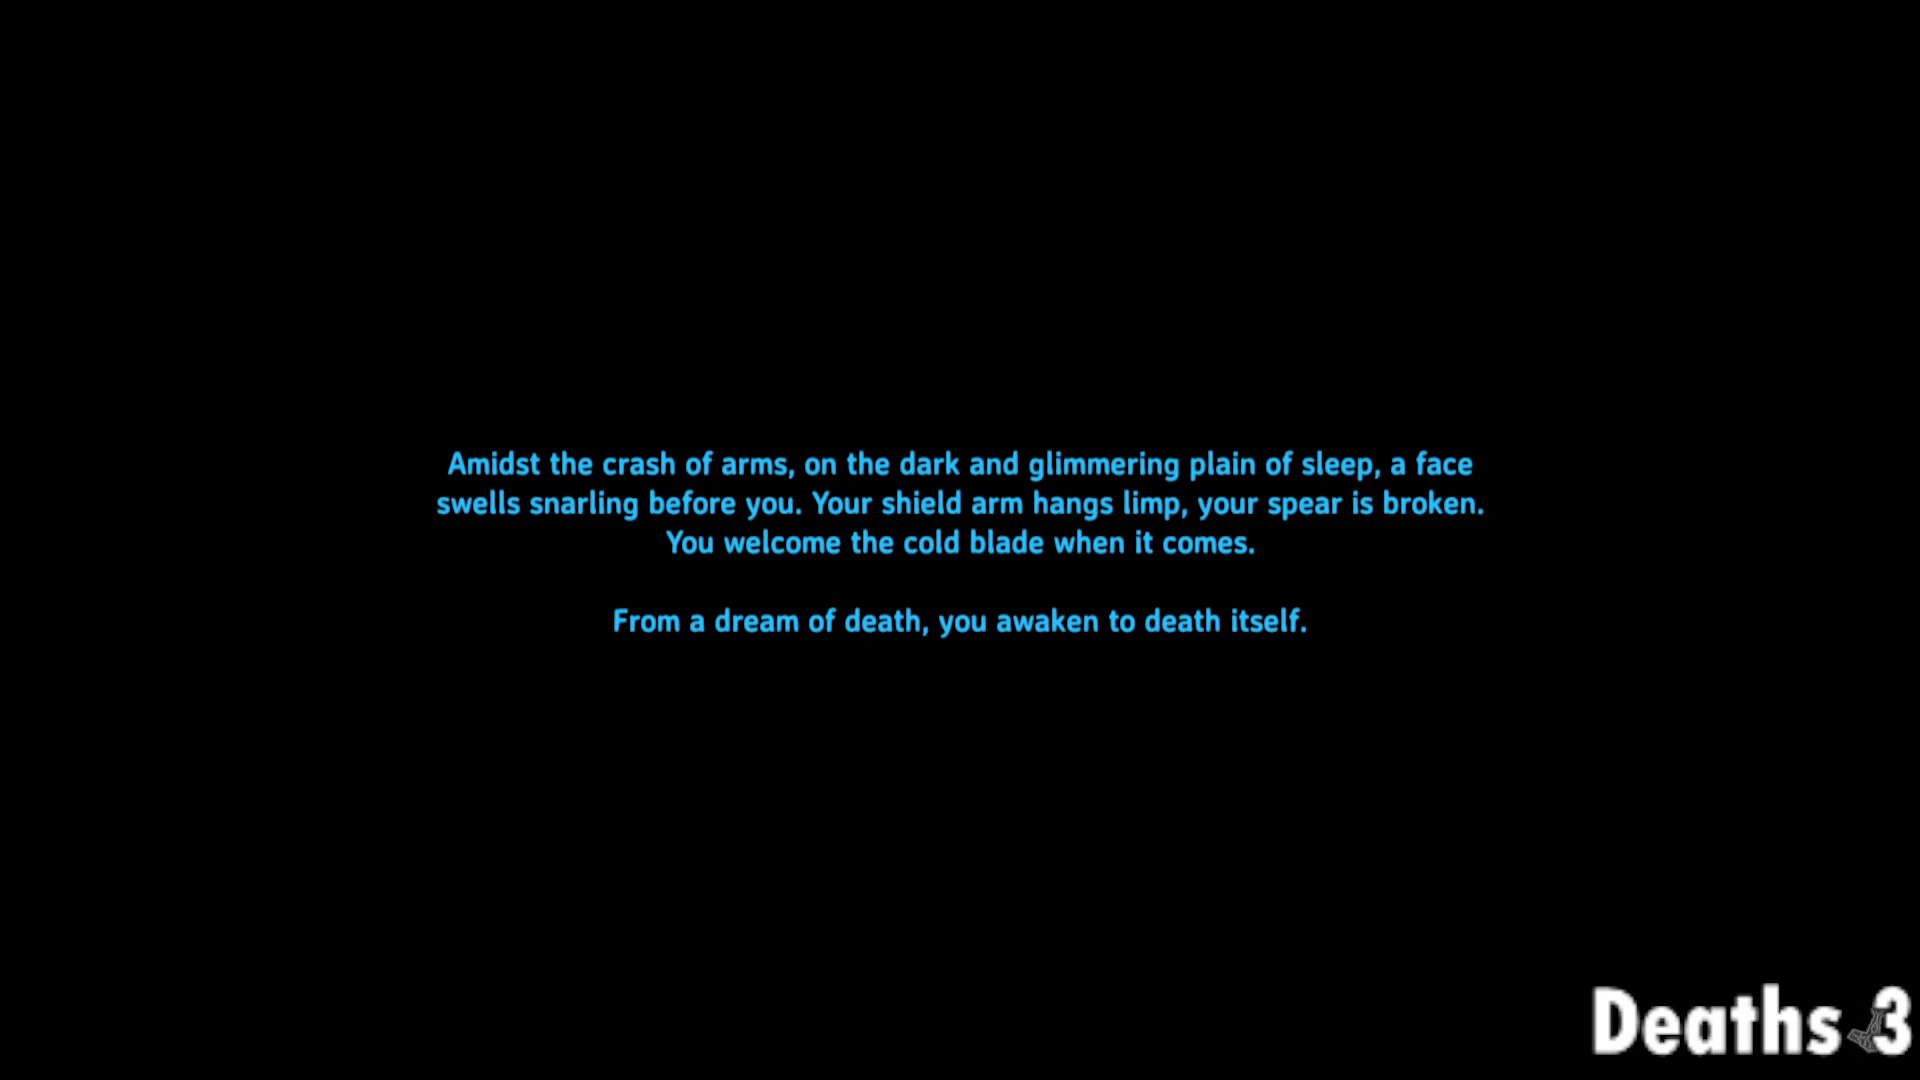 Amidst the crash of arms, on the dark and glimmering plain of sleep, a face
swells snarling before you. Your shield arm hangs limp, your spear is broken.
You welcome the cold blade when it comes.
From a dream of death, you awaken to death itself.
Deaths 3